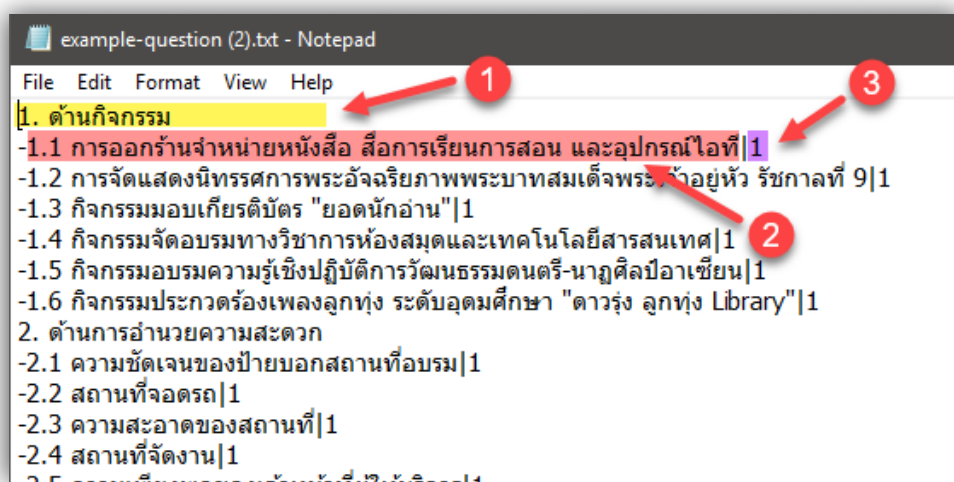 example-question (2).txt - Notepad
File Edit Format View Help
1
3
1. ด้านกิจกรรม
-1.1 การออกร้านจำหน่ายหนังสือ สื่อการเรียนการสอน และอุปกรณ์ไอที|1
-1.2 การจัดแสดงนิทรรศการพระอัจฉริยภาพพระบาทสมเด็จพระเจ้าอยู่หัว รัชกาลที่ 9|1
-1.3 กิจกรรมมอบเกียรติบัตร "ยอดนักอ่าน"|1
-1.4 กิจกรรมจัดอบรมทางวิชาการห้องสมุดและเทคโนโลยีสารสนเทศ|1
2
-1.5 กิจกรรมอบรมความรู้เชิงปฏิบัติการวัฒนธรรมดนตรี-นาฏศิลป์อาเซียน|1
-1.6 กิจกรรมประกวดร้องเพลงลูกทุ่ง ระดับอุดมศึกษา "ดาวรุ่ง ลูกทุ่ง Library"|1
2. ด้านการอำนวยความสะดวก
-2.1 ความชัดเจนของป้ายบอกสถานที่อบรม|1
-2.2 สถานที่จอดรถ|1
-2.3 ความสะอาดของสถานที่|1
-2.4 สถานที่จัดงาน|1